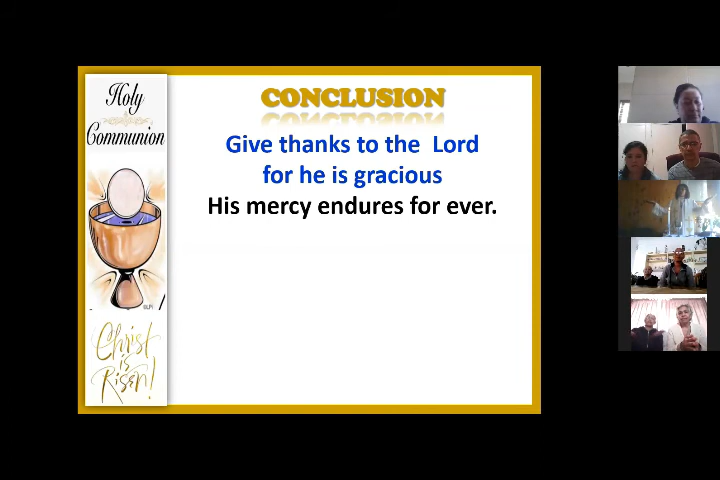 Holy
Communion
Christ
is
Risen!
CONCLUSION
Give thanks to the Lord
for he is gracious
His mercy endures for ever.